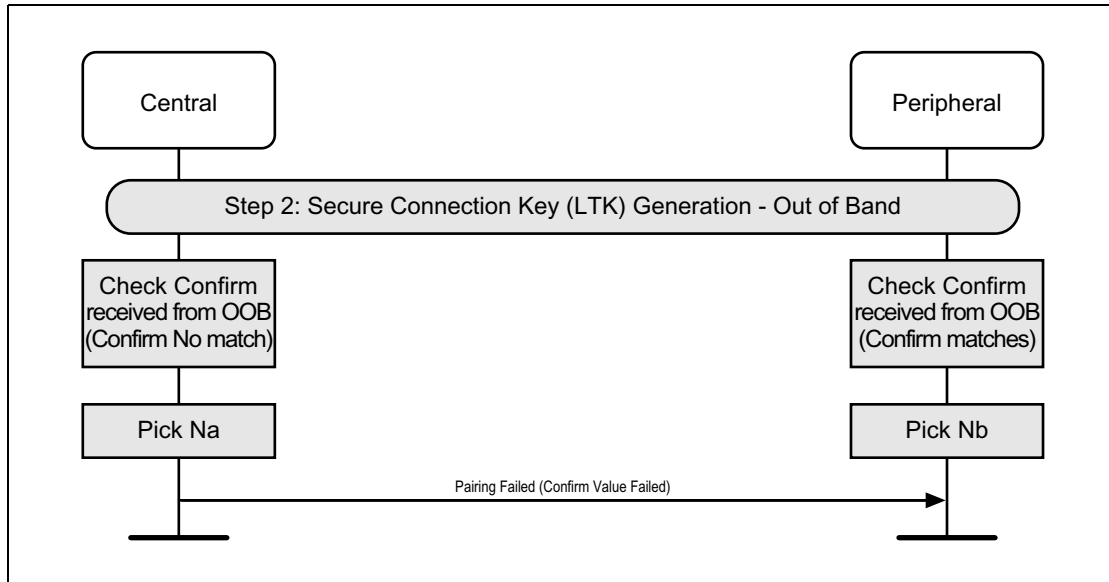 Central
Peripheral
Step 2: Secure Connection Key (LTK) Generation - Out of Band
Check Confirm
received from OOB
(Confirm No match)
Check Confirm
received from OOB
(Confirm matches)
Pick Na
Pick Nb
Pairing Failed (Confirm Value Failed)